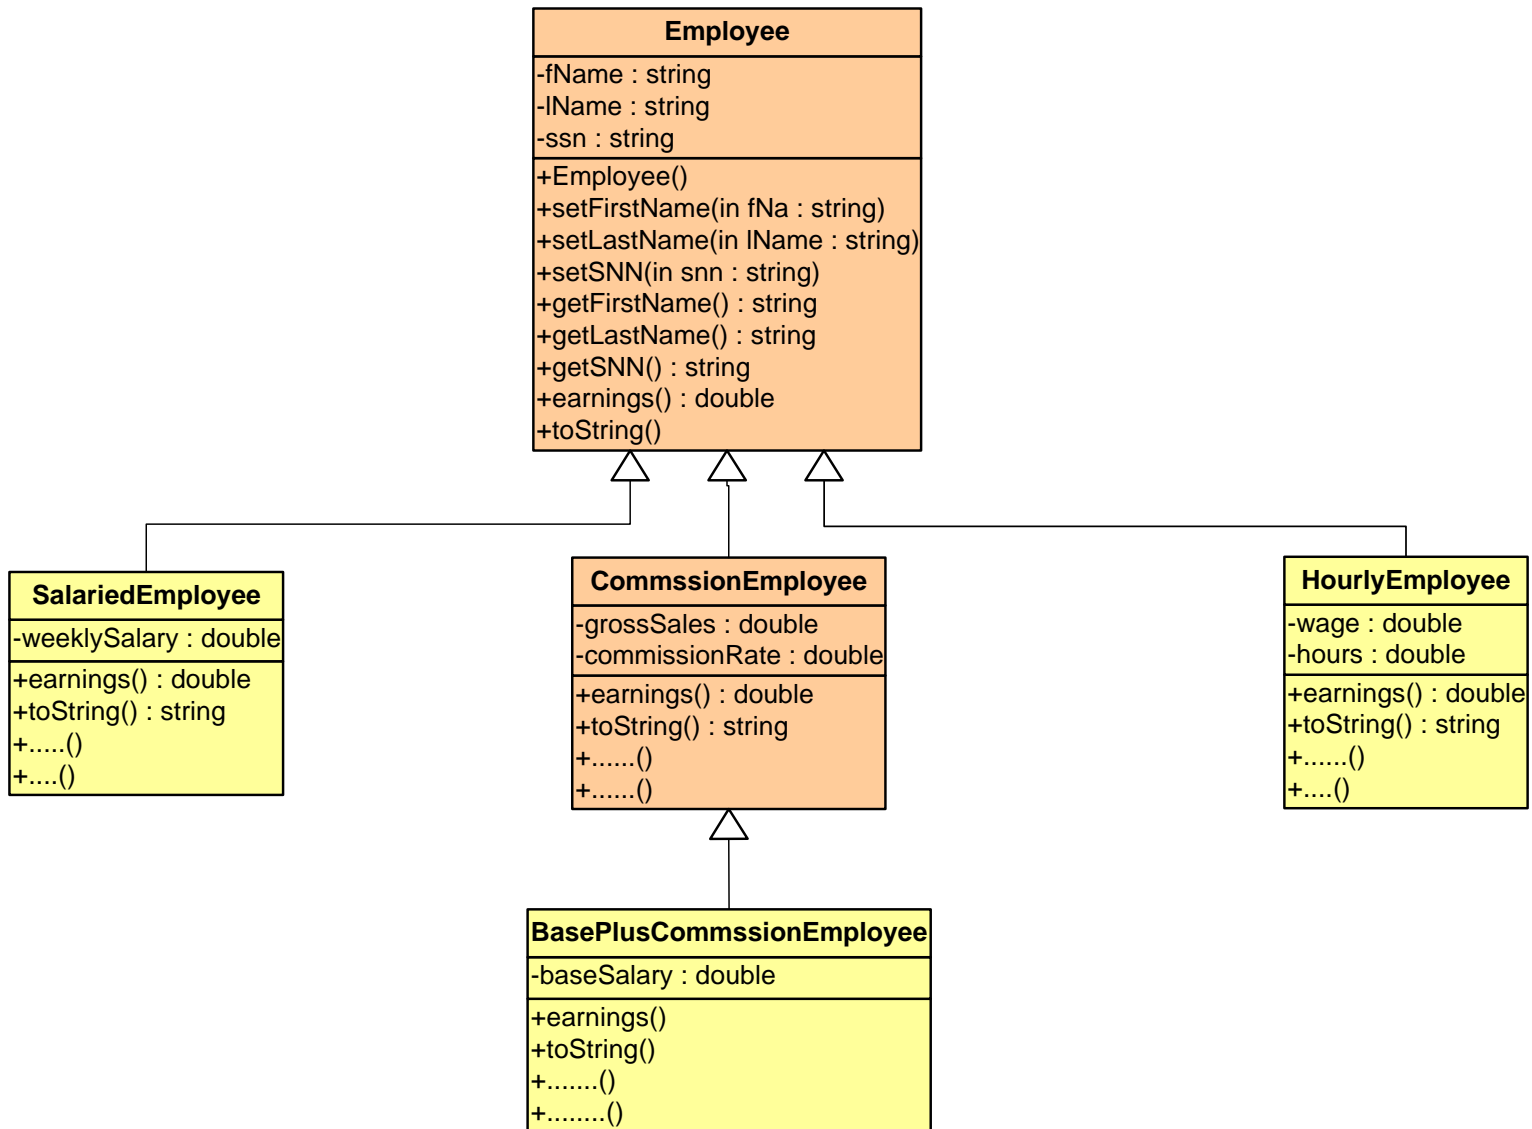 Employee
-fName : string
-lName : string
-ssn : string
+Employee()
+setFirstName(in fNa : string)
+setLastName(in lName : string)
+setSNN(in snn : string)
+getFirstName() : string
+getLastName() : string
+getSNN() : string
+earnings() : double
+toString()
SalariedEmployee
-weeklySalary : double
+earnings() : double
+toString() : string
+.....()
+....()
CommssionEmployee
-grossSales : double
-commissionRate : double
+earnings() : double
+toString() : string
+......()
+......()
HourlyEmployee
-wage : double
-hours : double
+earnings() : double
+toString() : string
+......()
+....()
BasePlusCommssionEmployee
-baseSalary : double
+earnings()
+toString()
+.......()
+........()